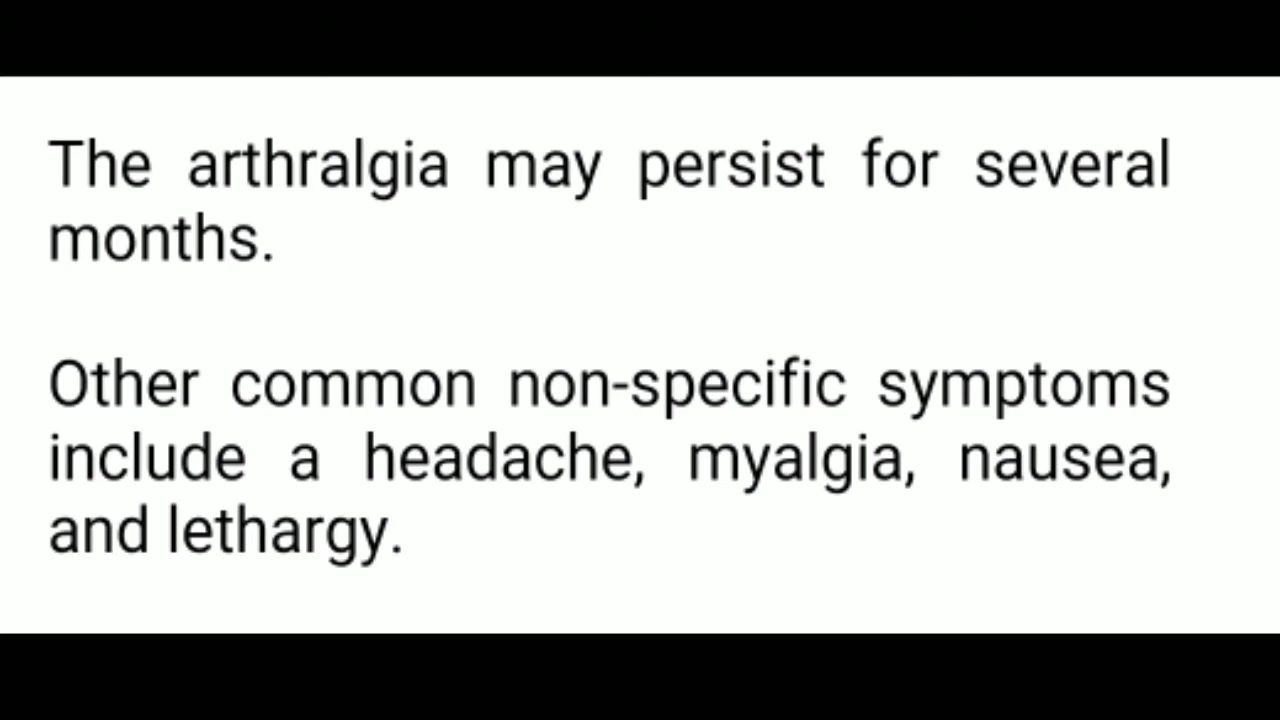 The arthralgia may persist for several
months.
Other common non-specific symptoms
include a headache, myalgia, nausea,
and lethargy.